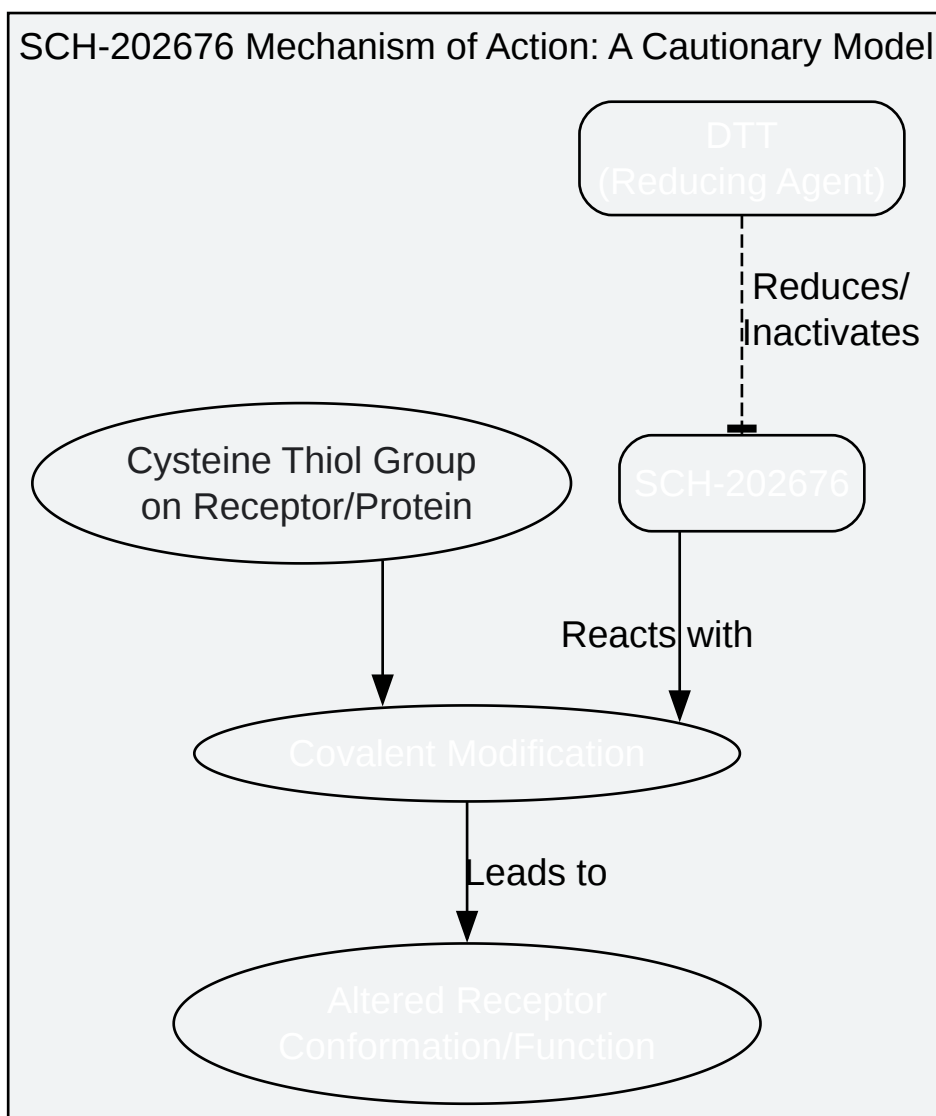 SCH-202676 Mechanism of Action: A Cautionary Model
DTT
(Reducing Agent)
Reduces/
Inactivates
Cysteine Thiol Group
on Receptor/Protein
SCH-202676
Reacts with
Covalent Modification
Leads to
Altered Receptor
Conformation/Function